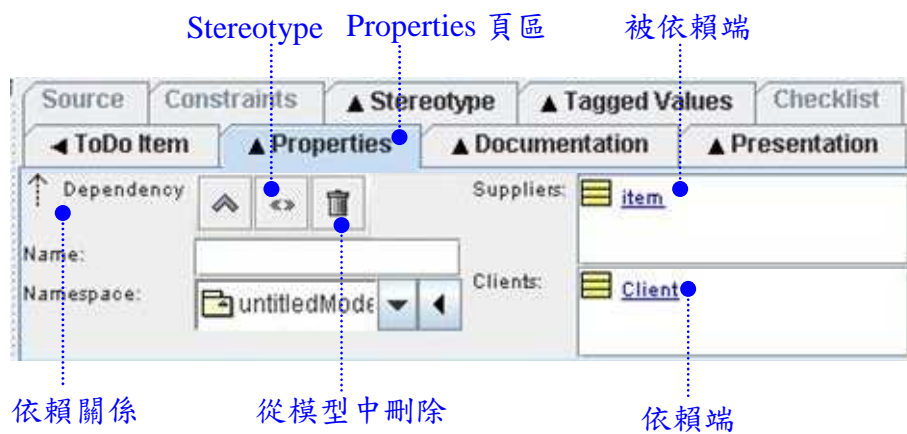 Stereotype Properties 頁區 被依賴端
Source Constraints ▲ Stereotype ▲ Tagged Values Checklist
◄ ToDo Item ▲ Properties ▲ Documentation ▲ Presentation
Dependency Suppliers: item
Name:
Namespace: untitledMode Clients: Client
依賴關係 從模型中刪除 依賴端